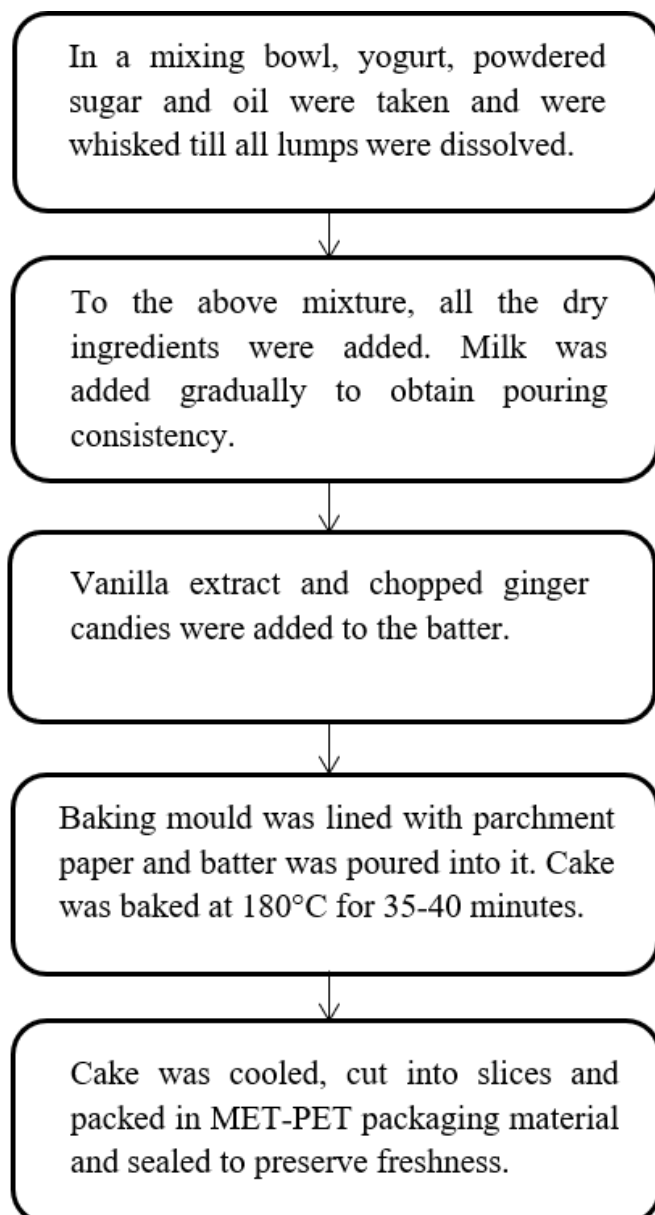 In a mixing bowl, yogurt, powdered
sugar and oil were taken and were
whisked till all lumps were dissolved.
To the above mixture, all the dry
ingredients were added. Milk was
added gradually to obtain pouring
consistency.
Vanilla extract and chopped ginger
candies were added to the batter.
Baking mould was lined with parchment
paper and batter was poured into it. Cake
was baked at 180°C for 35-40 minutes.
Cake was cooled, cut into slices and
packed in MET-PET packaging material
and sealed to preserve freshness.